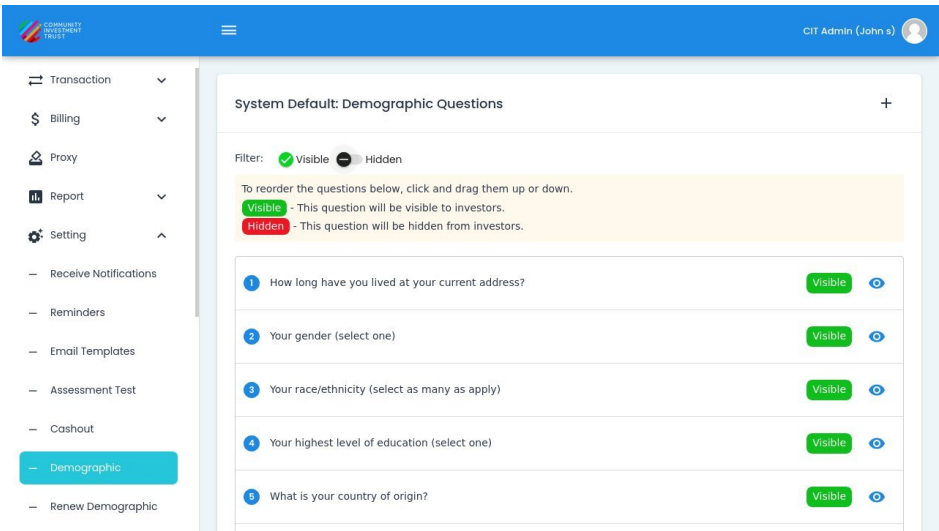 COMMUNITY
INVESTMENT
TRUST
CIT Admin (John s)
Transaction
Billing
Proxy
Report
Setting
Receive Notifications
Reminders
Email Templates
Assessment Test
Cashout
Demographic
Renew Demographic
System Default: Demographic Questions
Filter: Visible Hidden
To reorder the questions below, click and drag them up or down.
Visible - This question will be visible to investors.
Hidden - This question will be hidden from investors.
1 How long have you lived at your current address? Visible
2 Your gender (select one) Visible
3 Your race/ethnicity (select as many as apply) Visible
4 Your highest level of education (select one) Visible
5 What is your country of origin? Visible